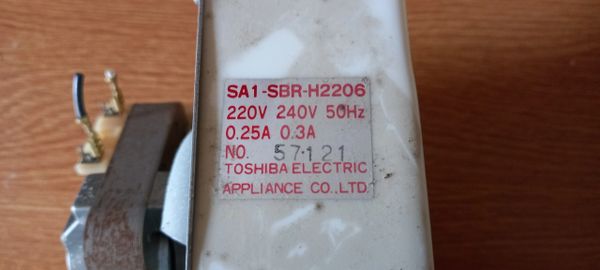 SA1-SBR-H2206
220V 240V 50Hz
0.25A 0.3A
NO. 57121
TOSHIBA ELECTRIC
APPLIANCE CO., LTD.